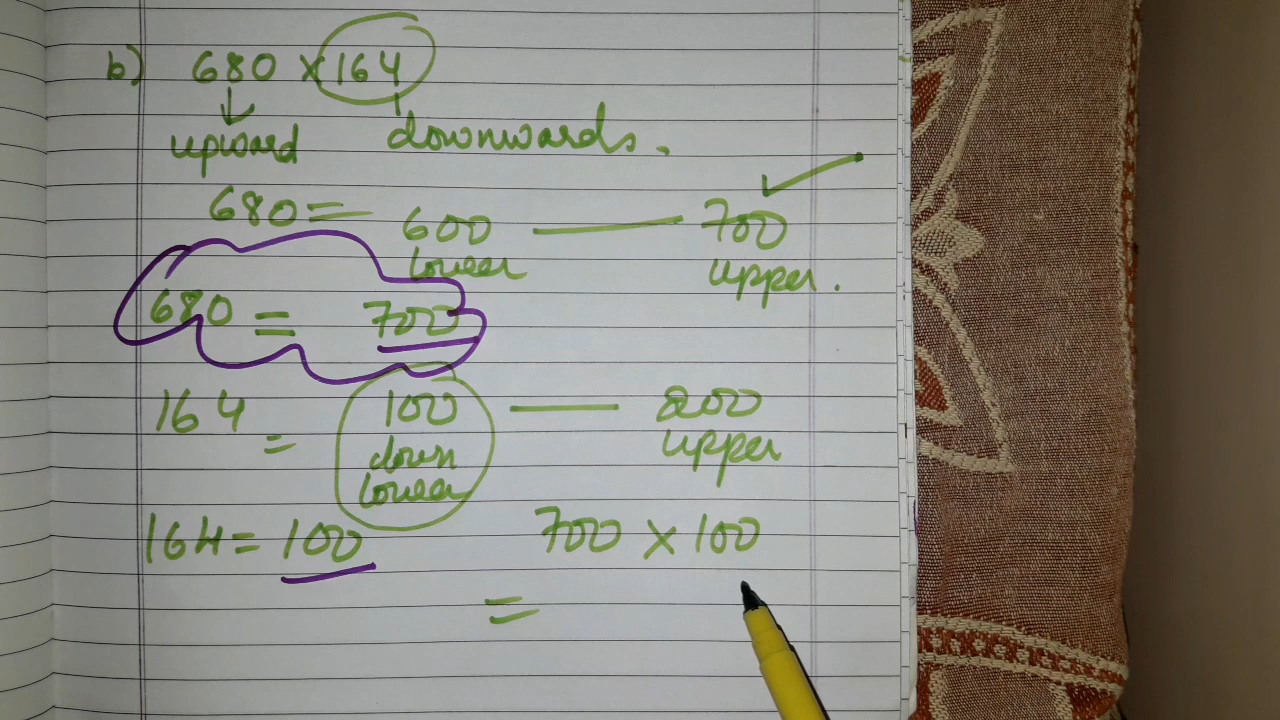 b) 680 × 164
upward downwards.
680 = 600 — 700
lower upper.
680 = 700
164 = 100 — 200
down upper
lower
164 = 100 700 × 100
=